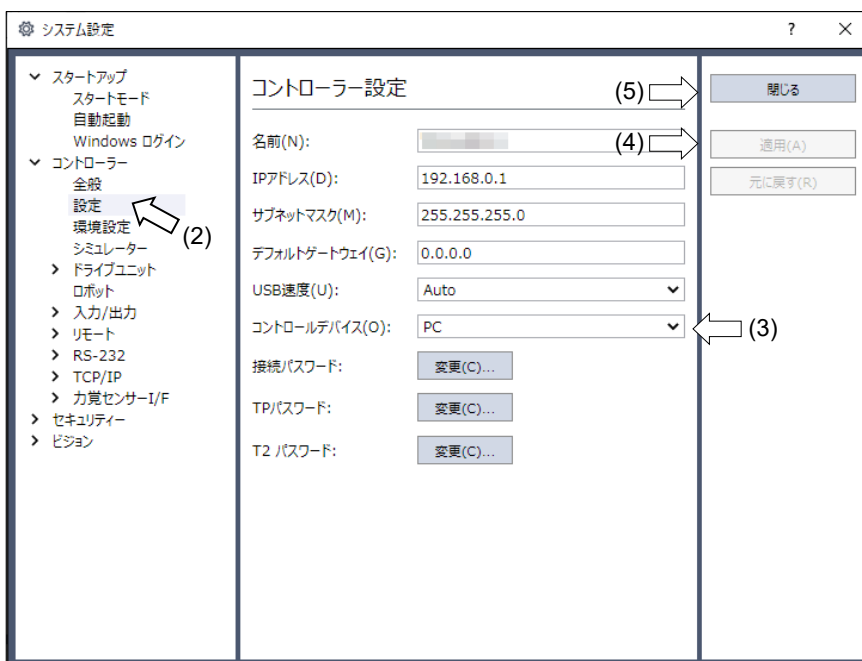 システム設定
?
スタートアップ
スタートモード
自動起動
Windows ログイン
コントローラー
全般
設定
環境設定
シミュレーター
ドライブユニット
ロボット
入力/出力
リモート
RS-232
TCP/IP
力覚センサーI/F
セキュリティー
ビジョン
(2)
コントローラー設定
名前(N):
IPアドレス(D): 192.168.0.1
サブネットマスク(M): 255.255.255.0
デフォルトゲートウェイ(G): 0.0.0.0
USB速度(U): Auto
コントロールデバイス(O): PC
(3)
接続パスワード: 変更(C)...
TPパスワード: 変更(C)...
T2 パスワード: 変更(C)...
(5)
閉じる
(4)
適用(A)
元に戻す(R)